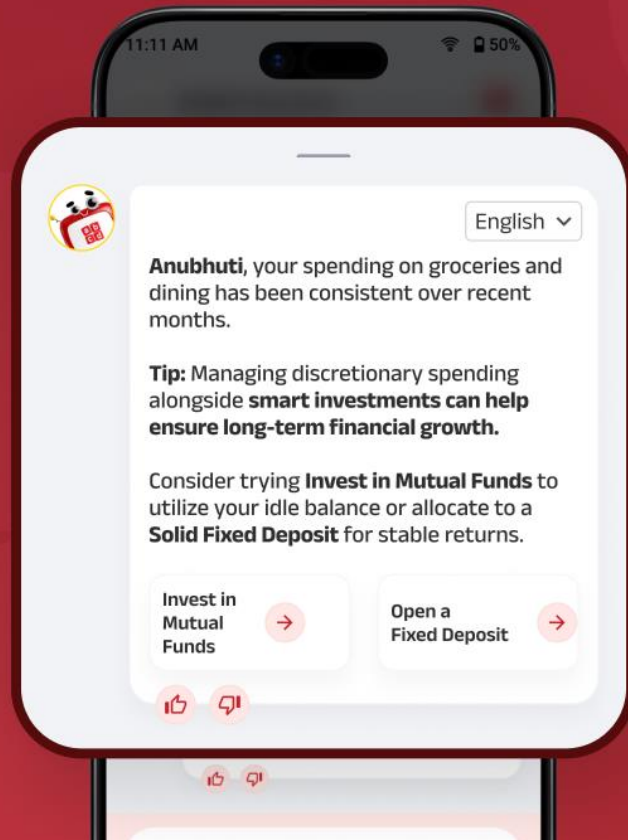 11:11 AM
50%
English
Anubhuti, your spending on groceries and
dining has been consistent over recent
months.
Tip: Managing discretionary spending
alongside smart investments can help
ensure long-term financial growth.
Consider trying Invest in Mutual Funds to
utilize your idle balance or allocate to a
Solid Fixed Deposit for stable returns.
Invest in
Mutual
Funds
Open a
Fixed Deposit